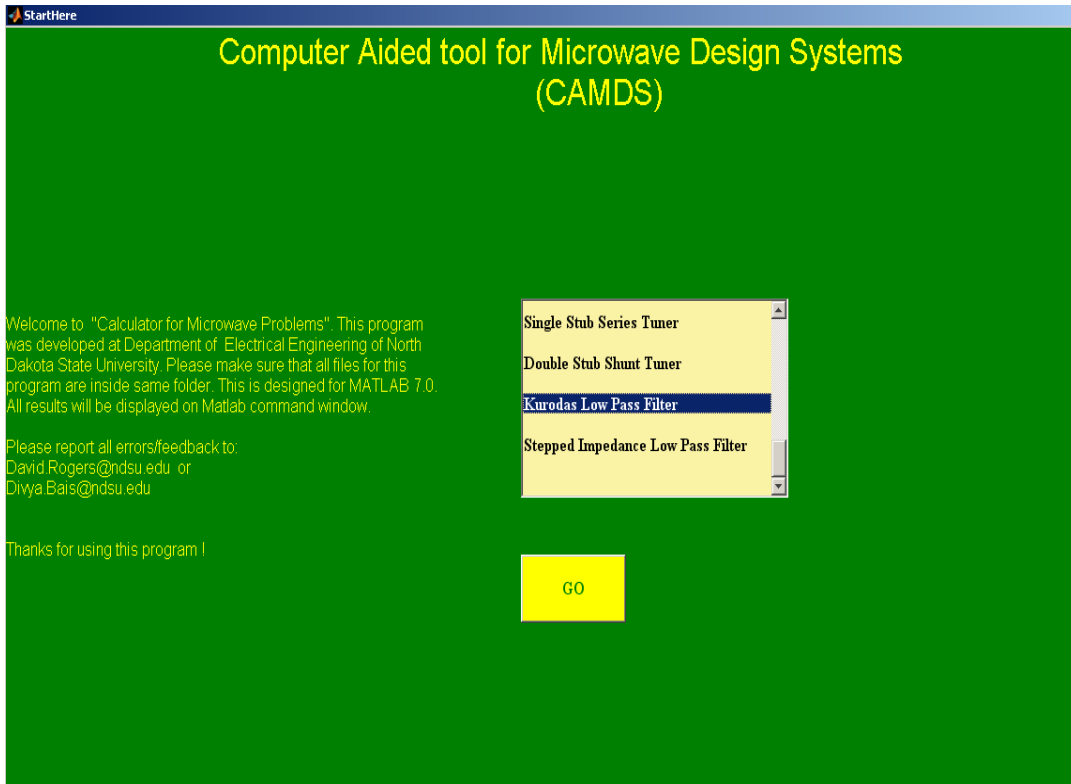 StartHere
Computer Aided tool for Microwave Design Systems
(CAMDS)
Welcome to "Calculator for Microwave Problems". This program
was developed at Department of Electrical Engineering of North
Dakota State University. Please make sure that all files for this
program are inside same folder. This is designed for MATLAB 7.0.
All results will be displayed on Matlab command window.
Please report all errors/feedback to:
David.Rogers@ndsu.edu or
Divya.Bais@ndsu.edu
Thanks for using this program !
Single Stub Series Tuner
Double Stub Shunt Tuner
Kurodas Low Pass Filter
Stepped Impedance Low Pass Filter
GO